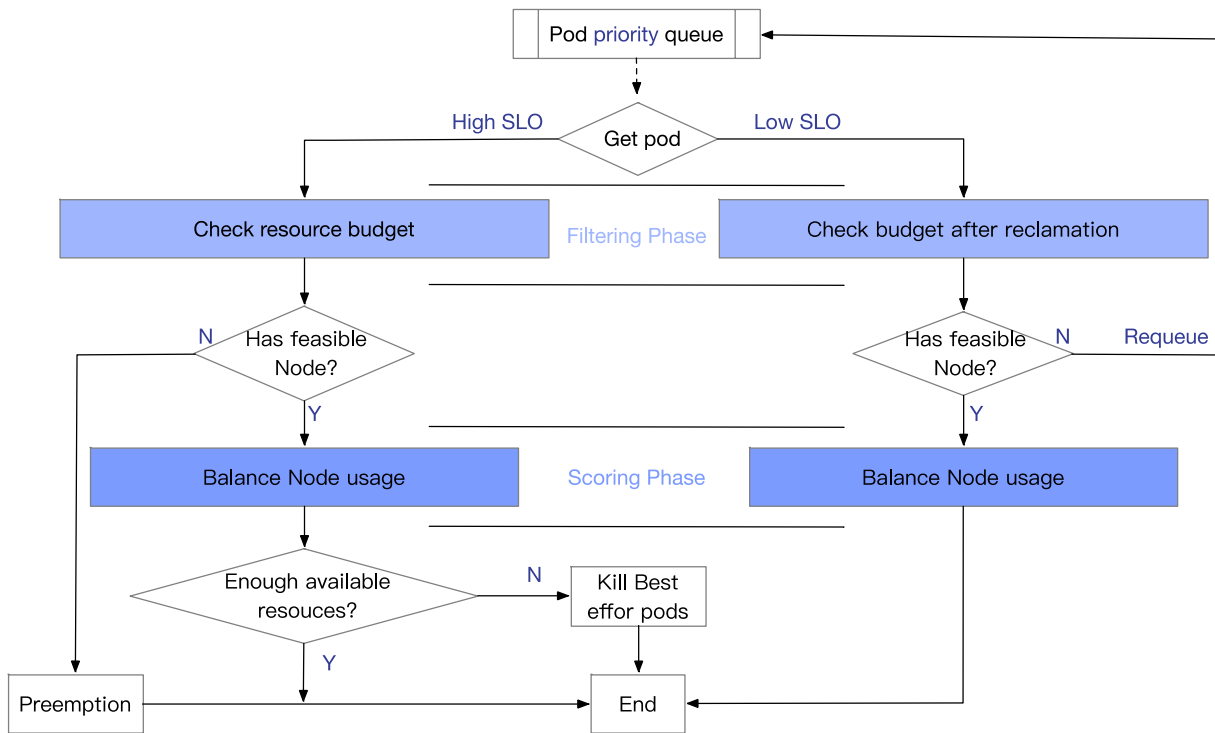 Pod priority queue
High SLO
Get pod
Low SLO
Check resource budget
Filtering Phase
Check budget after reclamation
N
Has feasible
Node?
Has feasible
Node?
N
Requeue
Y
Y
Balance Node usage
Scoring Phase
Balance Node usage
Enough available
resouces?
N
Kill Best
effor pods
Y
Preemption
End